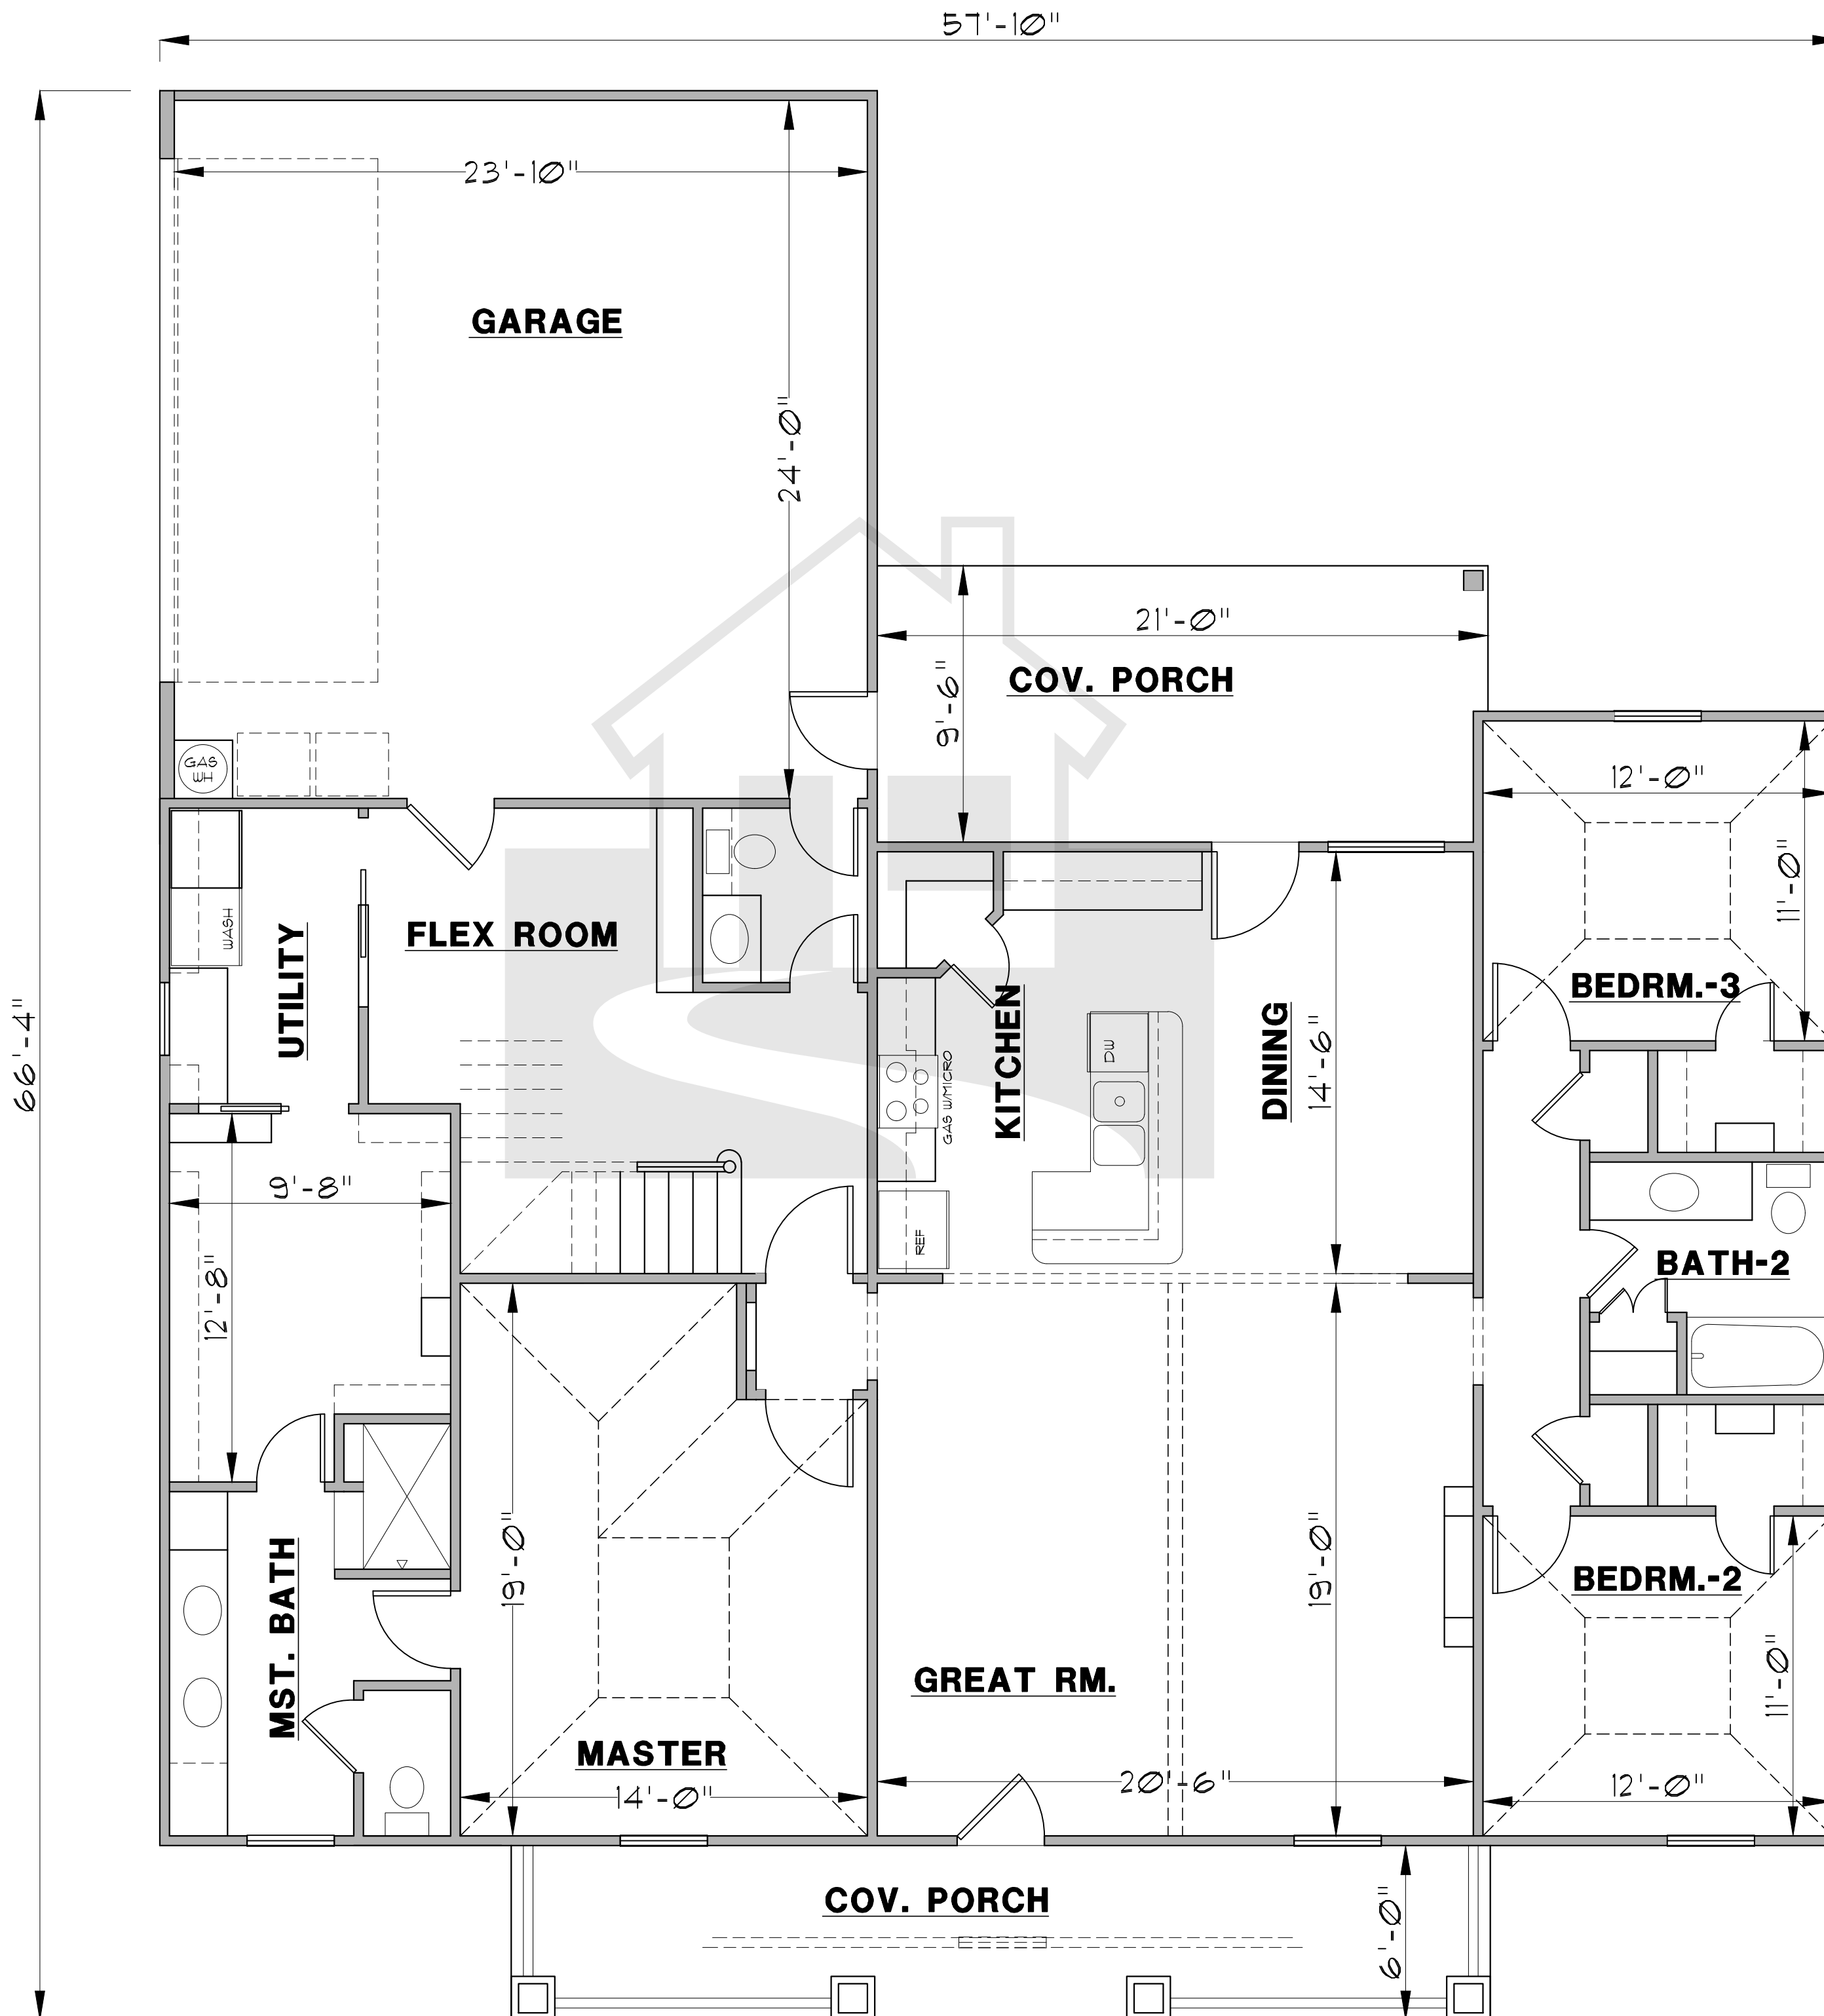 57'-10"
23'-10"
GARAGE
24'-0"
21'-0"
COV. PORCH
9'-6"
GAS
WH
12'-0"
11'-0"
WASH
UTILITY
FLEX ROOM
BEDRM.-3
KITCHEN
DINING
14'-6"
DW
GAS W/MICRO
66'-4"
9'-8"
12'-8"
REF
BATH-2
19'-0"
19'-0"
MST. BATH
BEDRM.-2
11'-0"
GREAT RM.
MASTER
14'-0"
20'-6"
12'-0"
COV. PORCH
6'-0"